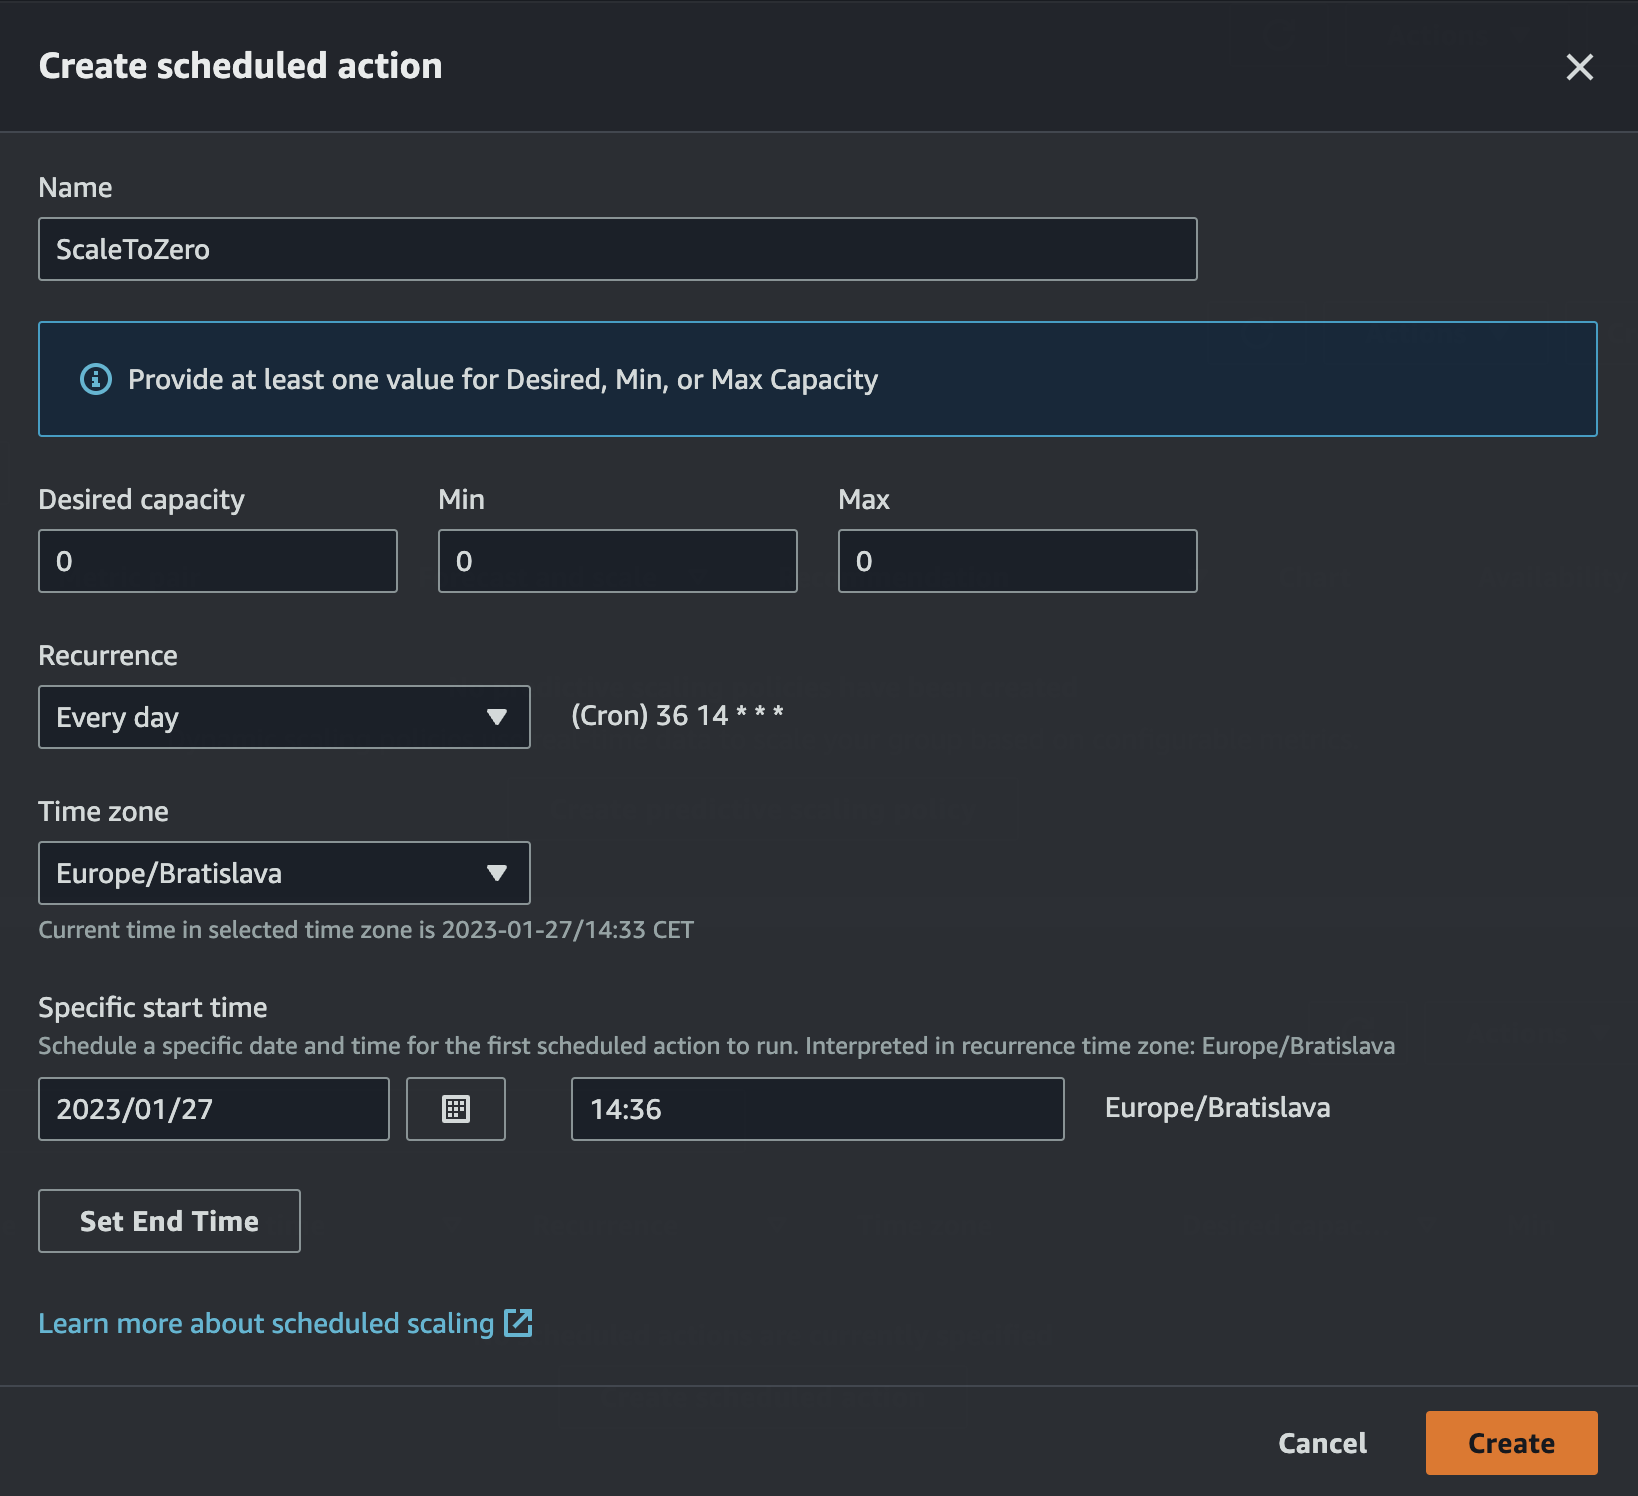 Create scheduled action
Name
ScaleToZero
Provide at least one value for Desired, Min, or Max Capacity
Desired capacity Min Max
0 0 0
Recurrence
Every day (Cron) 36 14 * * *
Time zone
Europe/Bratislava
Current time in selected time zone is 2023-01-27/14:33 CET
Specific start time
Schedule a specific date and time for the first scheduled action to run. Interpreted in recurrence time zone: Europe/Bratislava
2023/01/27 14:36 Europe/Bratislava
Set End Time
Learn more about scheduled scaling
Cancel Create